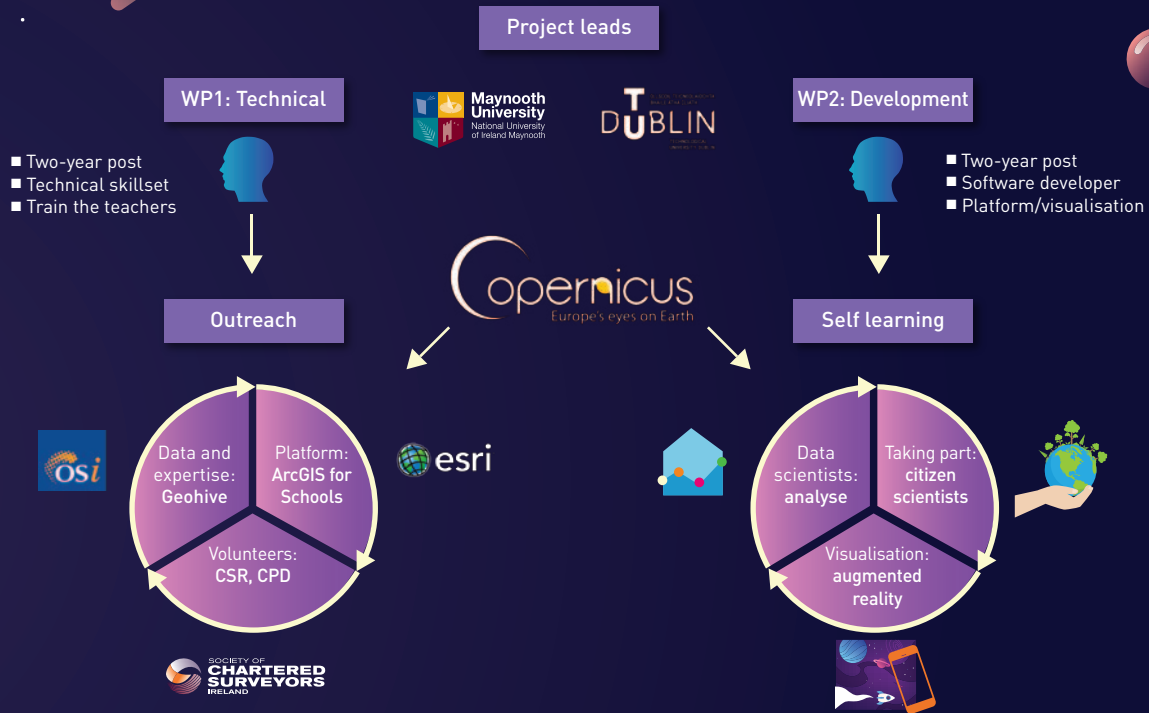 Project leads
WP1: Technical
Maynooth
University
National University
of Ireland Maynooth
TU
DUBLIN
WP2: Development
■ Two-year post
■ Technical skillset
■ Train the teachers
■ Two-year post
■ Software developer
■ Platform/visualisation
Copernicus
Europe's eyes on Earth
Outreach
Self learning
osi
Data and
expertise:
Geohive
Platform:
ArcGIS for
Schools
Volunteers:
CSR, CPD
esri
Data
scientists:
analyse
Taking part:
citizen
scientists
Visualisation:
augmented
reality
SOCIETY OF
CHARTERED
SURVEYORS
IRELAND